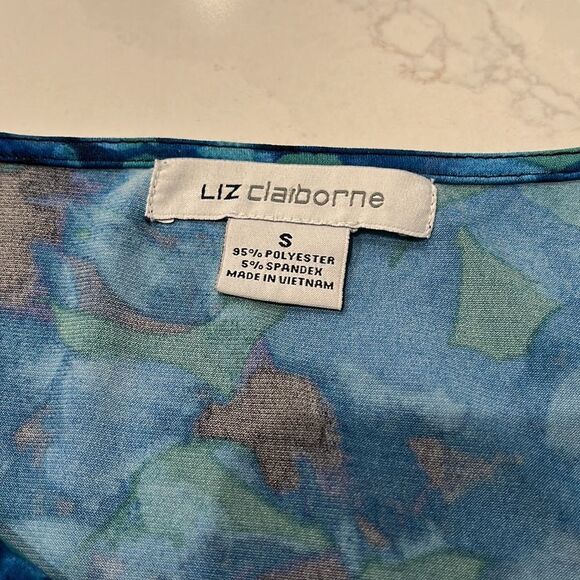 LIZ claiborne
S
95% POLYESTER
5% SPANDEX
MADE IN VIETNAM